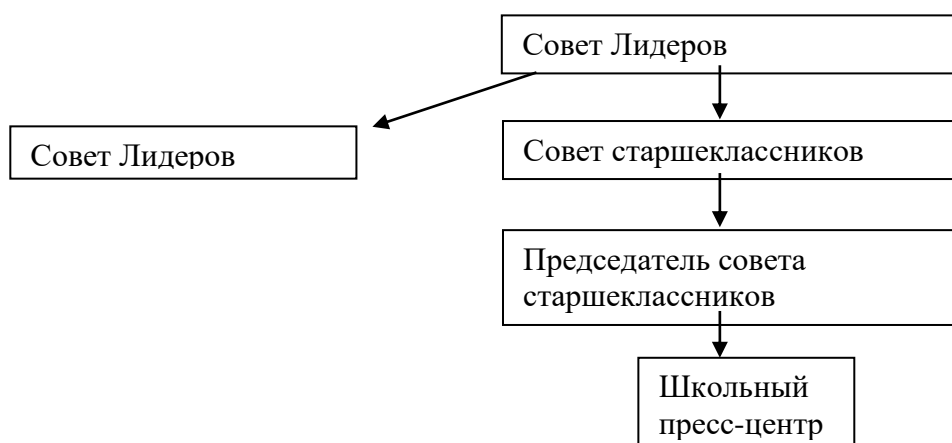 Совет Лидеров
Совет Лидеров
Совет старшеклассников
Председатель совета
старшеклассников
Школьный
пресс-центр